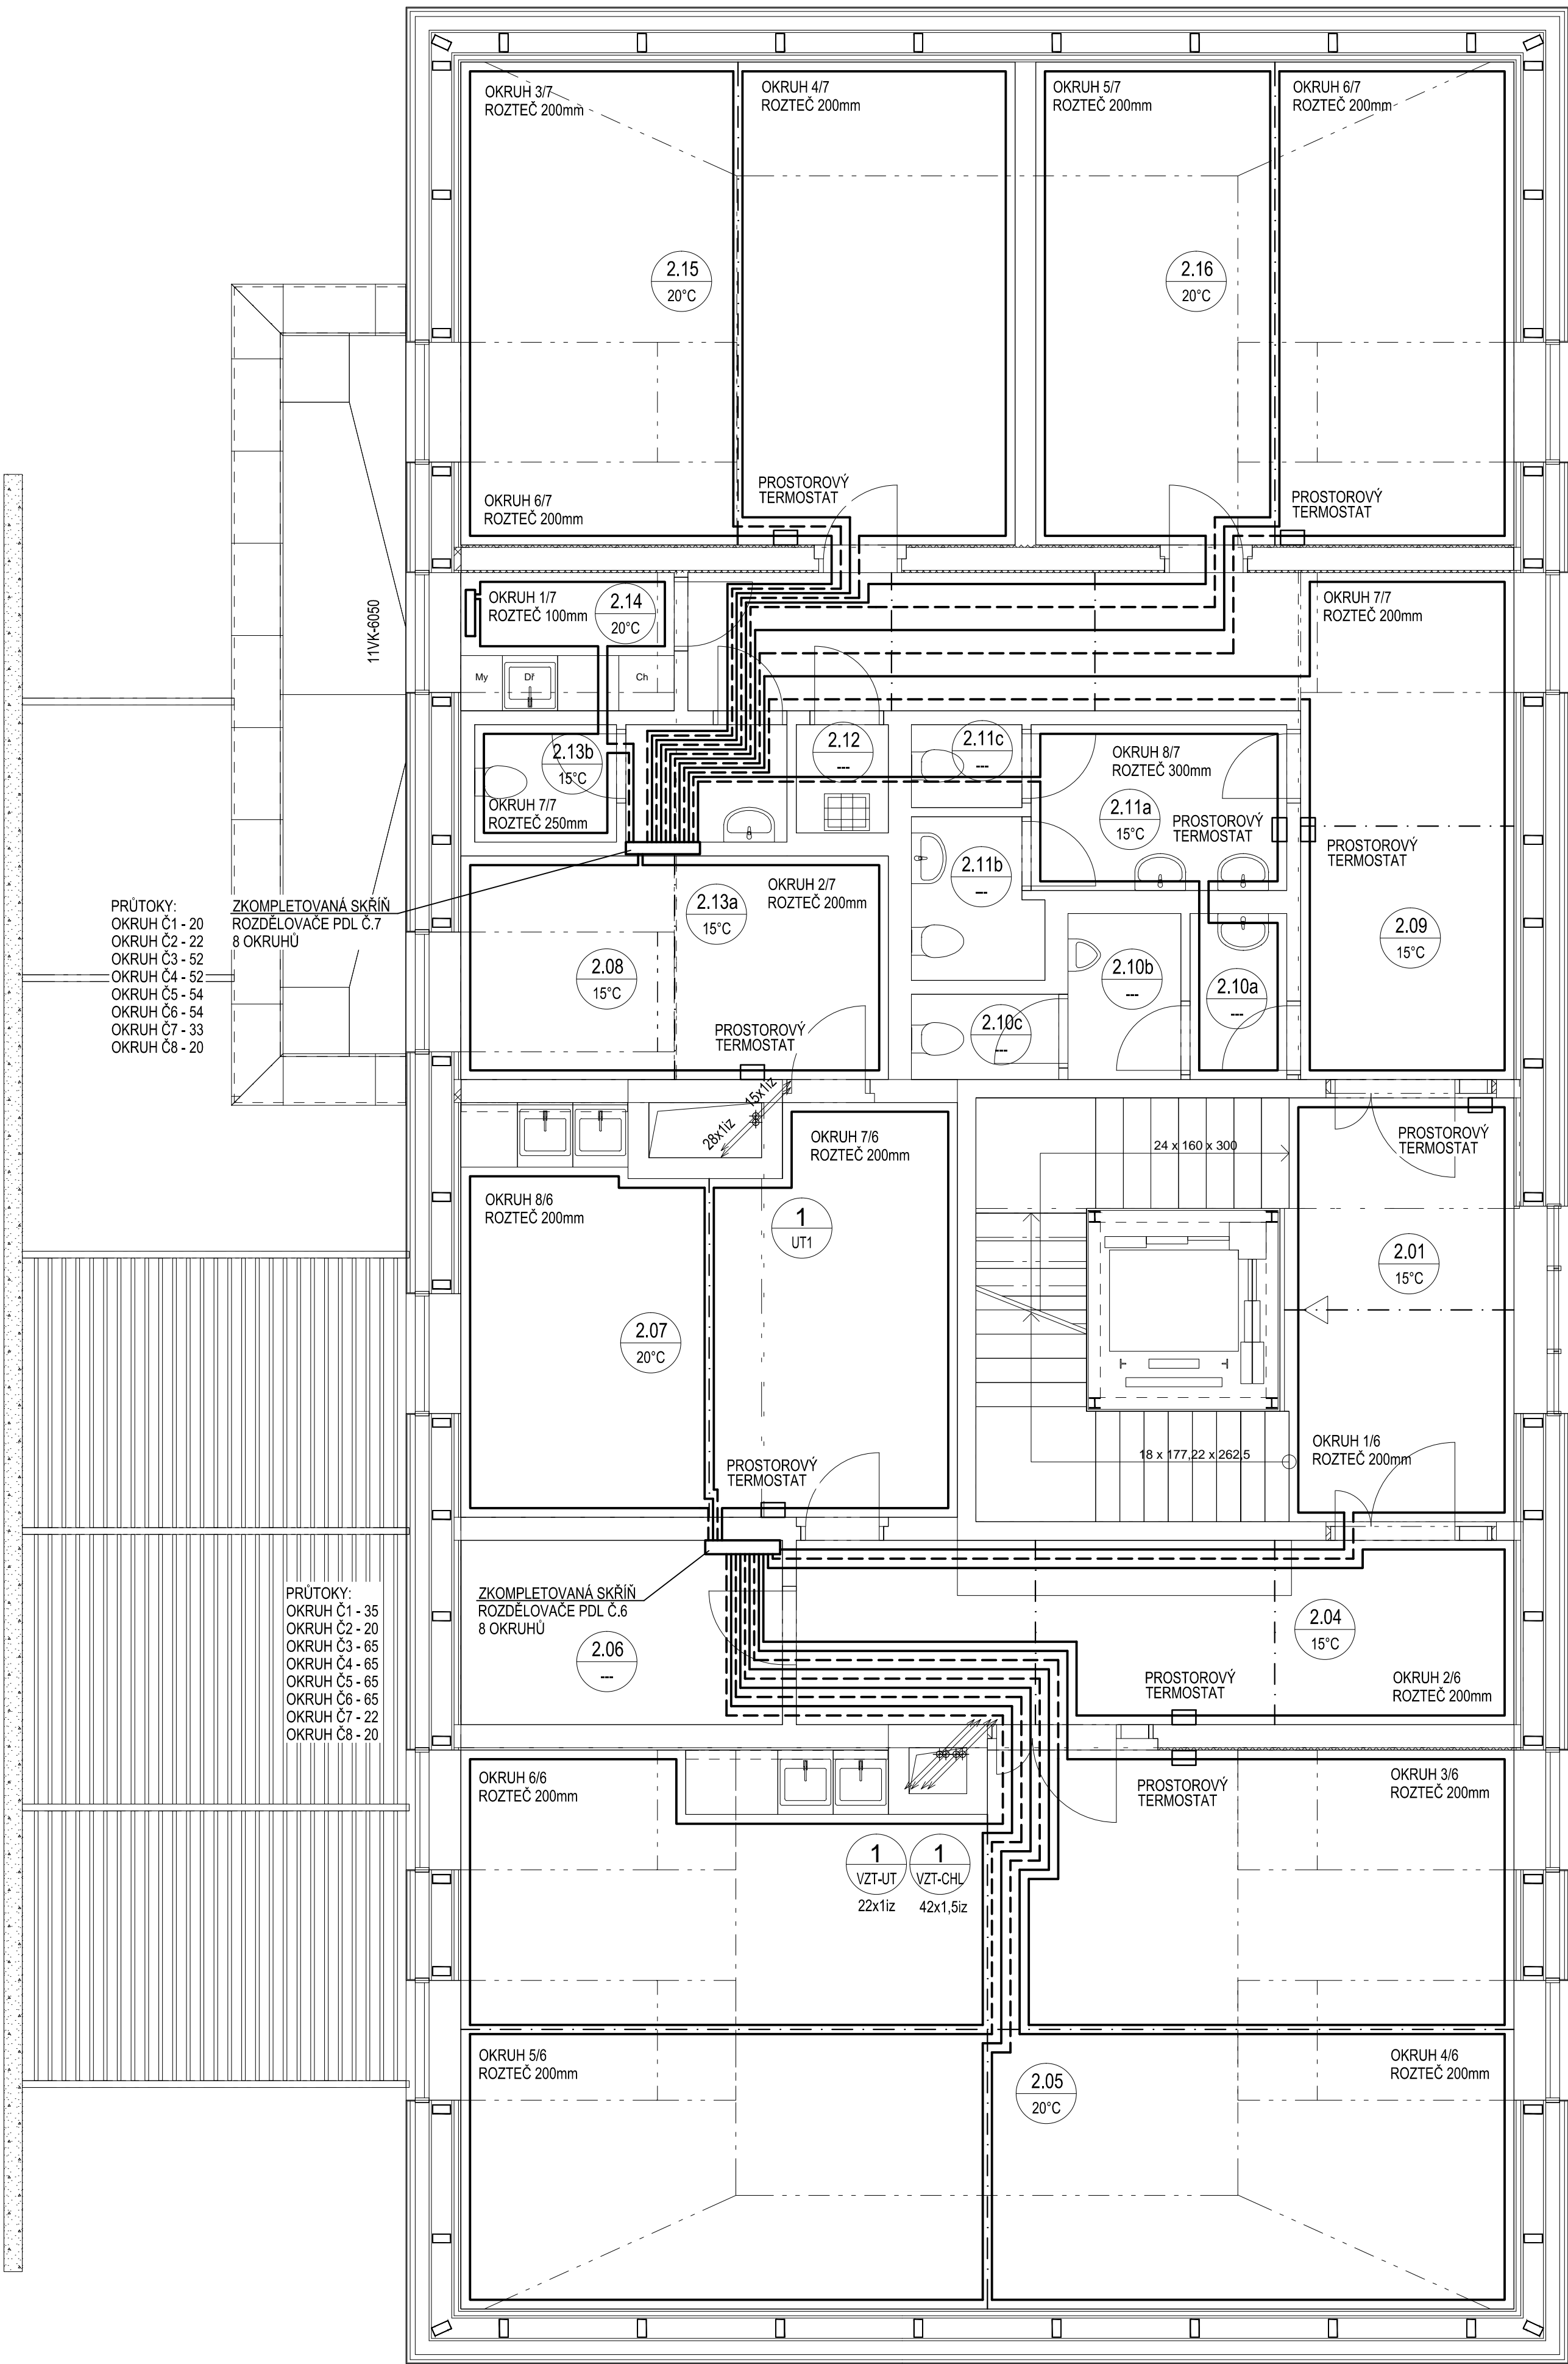 OKRUH 3/7
ROZTEČ 200mm
OKRUH 4/7
ROZTEČ 200mm
OKRUH 5/7
ROZTEČ 200mm
OKRUH 6/7
ROZTEČ 200mm
2.15
20°C
2.16
20°C
OKRUH 6/7
ROZTEČ 200mm
PROSTOROVÝ
TERMOSTAT
PROSTOROVÝ
TERMOSTAT
11VK-6050
OKRUH 1/7
ROZTEČ 100mm
2.14
20°C
OKRUH 7/7
ROZTEČ 200mm
My
Dř
Ch
2.13b
15°C
2.12
---
2.11c
---
OKRUH 8/7
ROZTEČ 300mm
OKRUH 7/7
ROZTEČ 250mm
2.11a
15°C
PROSTOROVÝ
TERMOSTAT
PROSTOROVÝ
TERMOSTAT
2.11b
---
PRŮTOKY:
OKRUH Č1 - 20
OKRUH Č2 - 22
OKRUH Č3 - 52
OKRUH Č4 - 52
OKRUH Č5 - 54
OKRUH Č6 - 54
OKRUH Č7 - 33
OKRUH Č8 - 20
ZKOMPLETOVANÁ SKŘÍŇ
ROZDĚLOVAČE PDL Č.7
8 OKRUHŮ
2.13a
15°C
OKRUH 2/7
ROZTEČ 200mm
2.08
15°C
2.10b
---
2.10a
---
2.09
15°C
2.10c
---
PROSTOROVÝ
TERMOSTAT
15x1iz
28x1iz
OKRUH 7/6
ROZTEČ 200mm
24 x 160 x 300
PROSTOROVÝ
TERMOSTAT
OKRUH 8/6
ROZTEČ 200mm
1
UT1
2.01
15°C
2.07
20°C
PROSTOROVÝ
TERMOSTAT
18 x 177,22 x 262,5
OKRUH 1/6
ROZTEČ 200mm
PRŮTOKY:
OKRUH Č1 - 35
OKRUH Č2 - 20
OKRUH Č3 - 65
OKRUH Č4 - 65
OKRUH Č5 - 65
OKRUH Č6 - 65
OKRUH Č7 - 22
OKRUH Č8 - 20
ZKOMPLETOVANÁ SKŘÍŇ
ROZDĚLOVAČE PDL Č.6
8 OKRUHŮ
2.06
---
2.04
15°C
PROSTOROVÝ
TERMOSTAT
OKRUH 2/6
ROZTEČ 200mm
OKRUH 6/6
ROZTEČ 200mm
PROSTOROVÝ
TERMOSTAT
OKRUH 3/6
ROZTEČ 200mm
1
VZT-UT
22x1iz
1
VZT-CHL
42x1,5iz
OKRUH 5/6
ROZTEČ 200mm
2.05
20°C
OKRUH 4/6
ROZTEČ 200mm